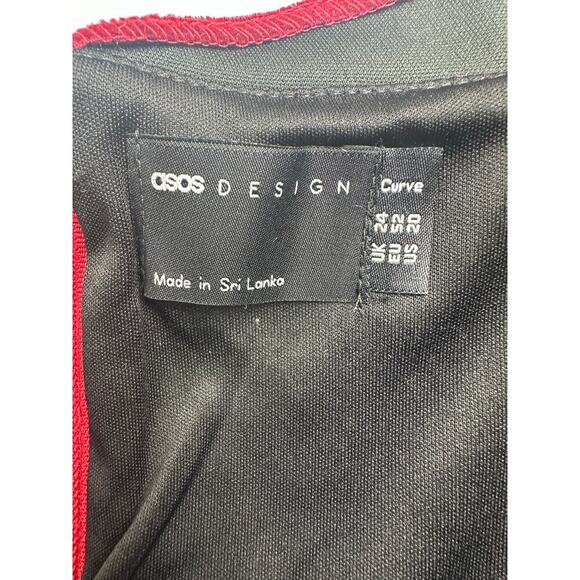 asos DESIGN
Made in Sri Lanka
Curve
UK 24
EU 52
US 20